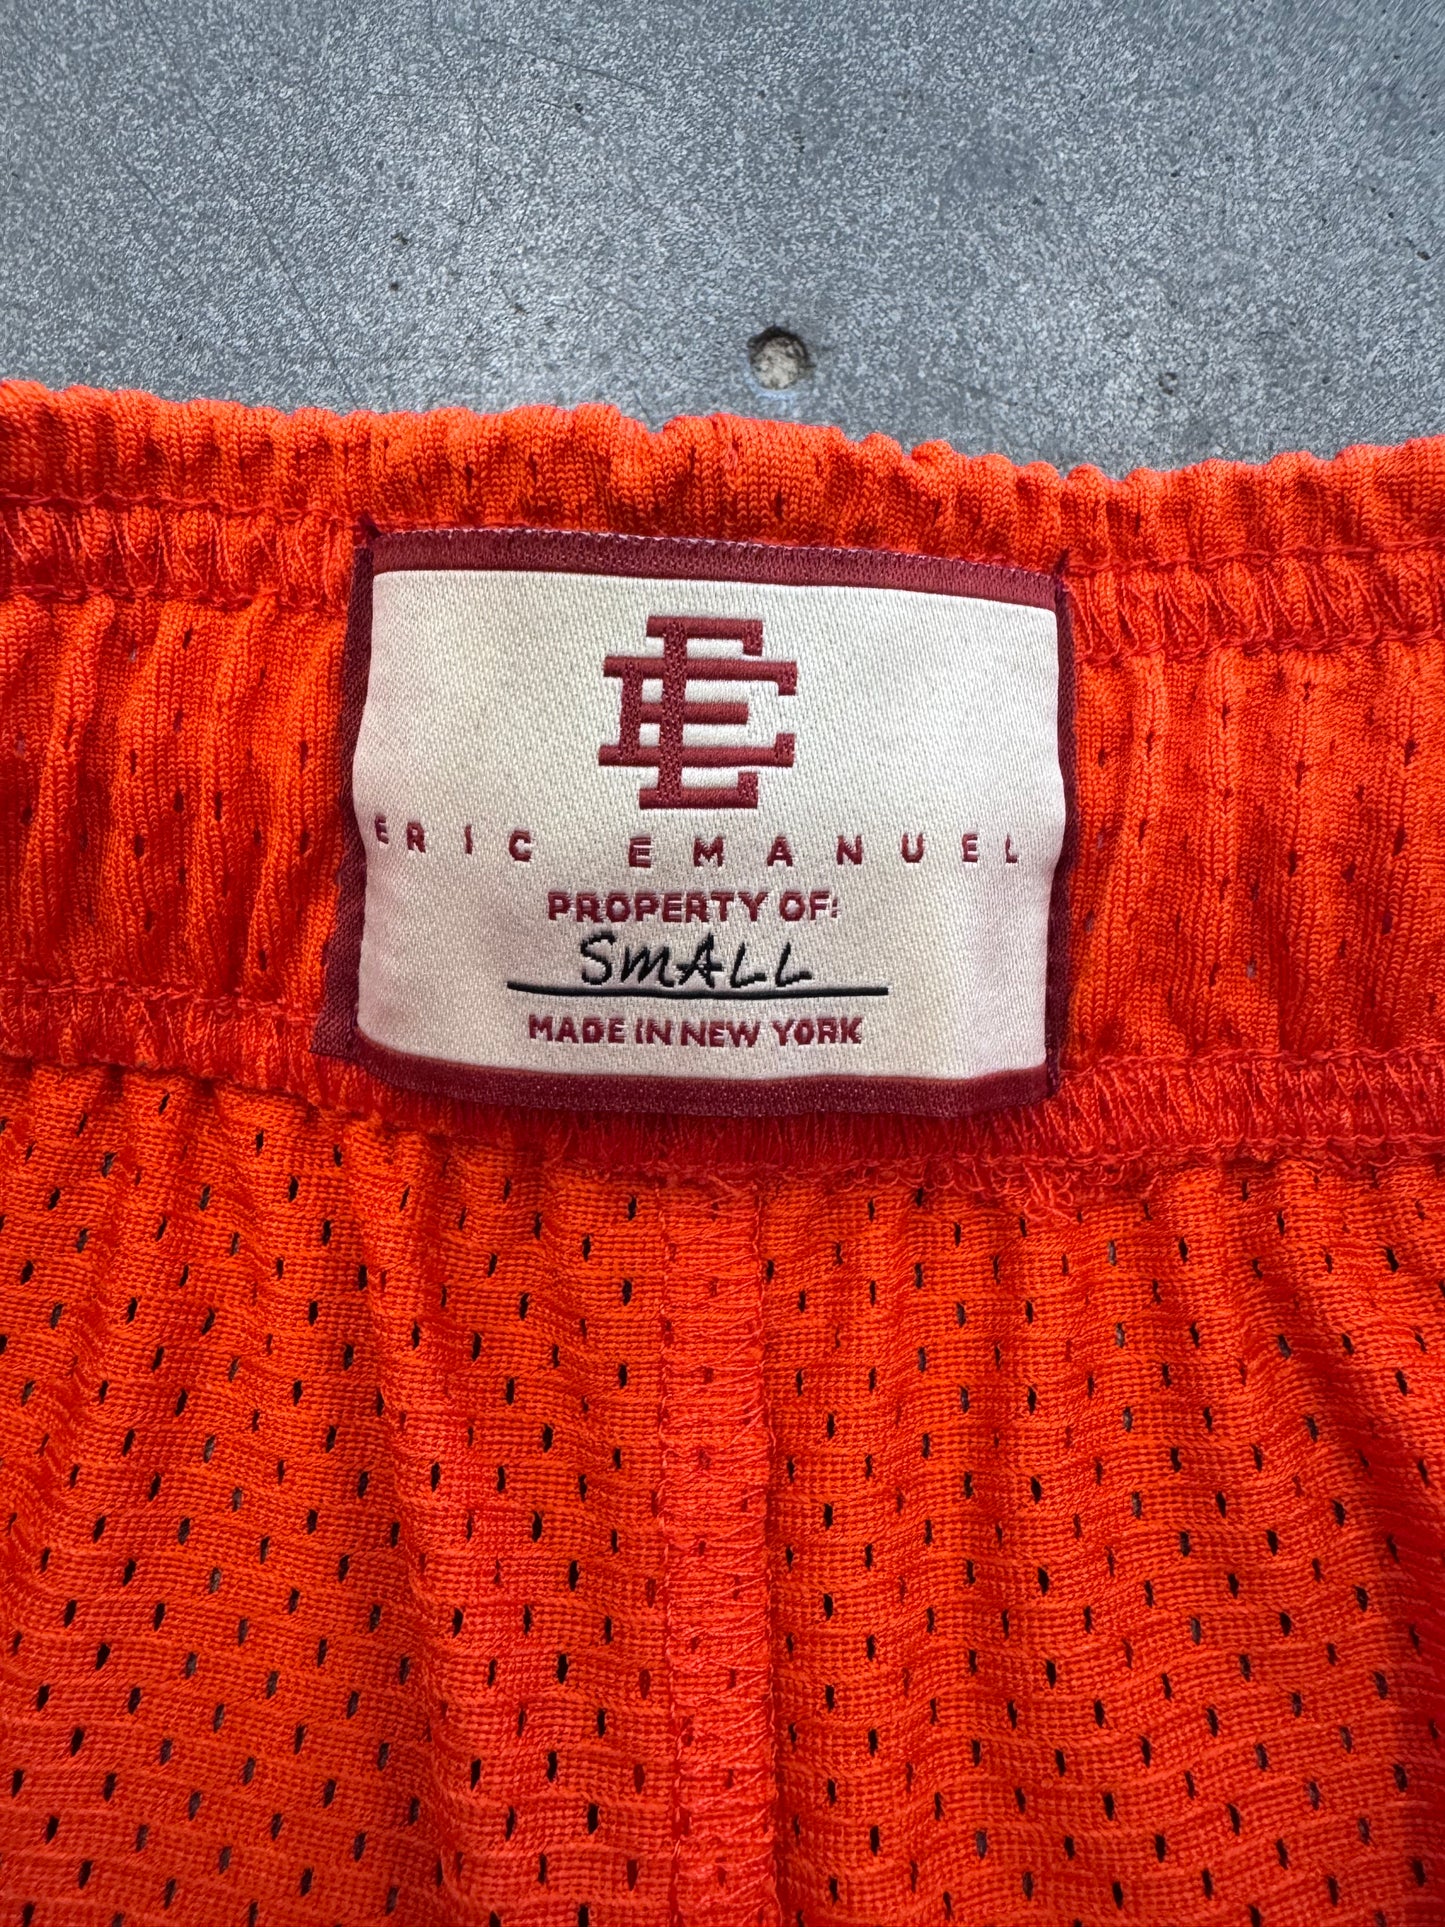 EE
ERIC EMANUEL
PROPERTY OF:
SMALL
MADE IN NEW YORK